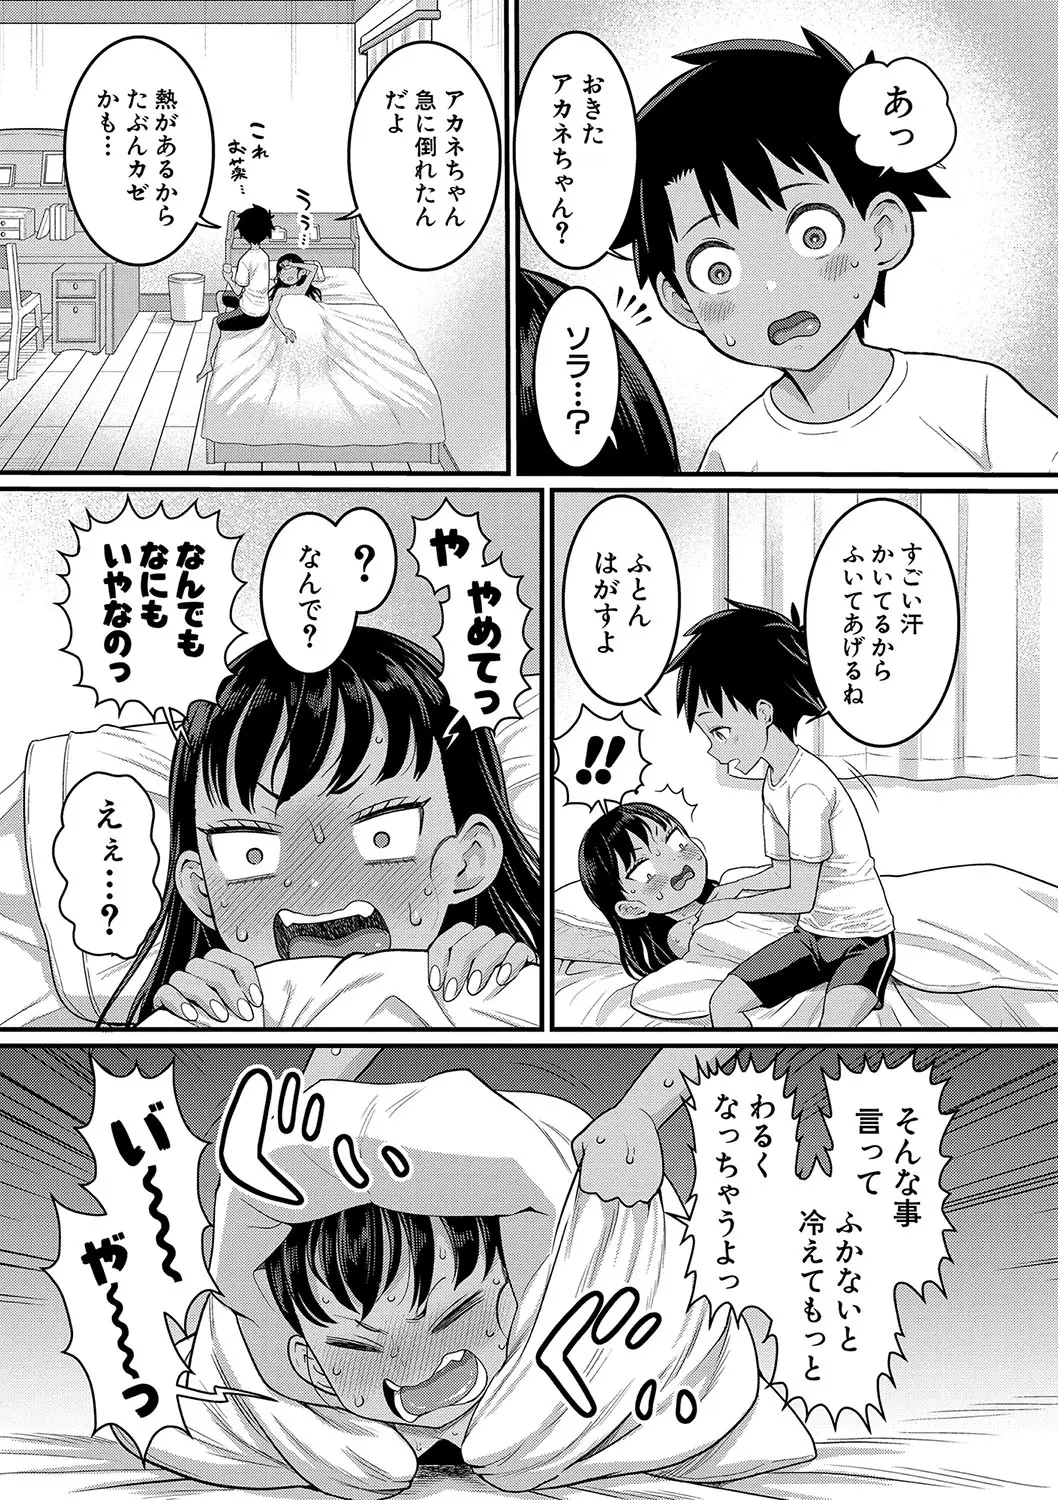 あっ
おきた
アカネちゃん?
ソラ…?
アカネちゃん
急に倒れたん
だよ
うぅ…
これ
お薬…
熱があるから
たぶんカゼ
かも…
すごい汗
かいてるから
ふいてあげるね
ふとん
はがすよ
!!
や
やめてっ
?
なんで?
なんでも
なにも
いやなのっ
えぇ…?
そんな事
言って
ふかないと
冷えてもっと
わるく
なっちゃうよっ
ぐい
ぐい
い〜〜
や〜〜っ